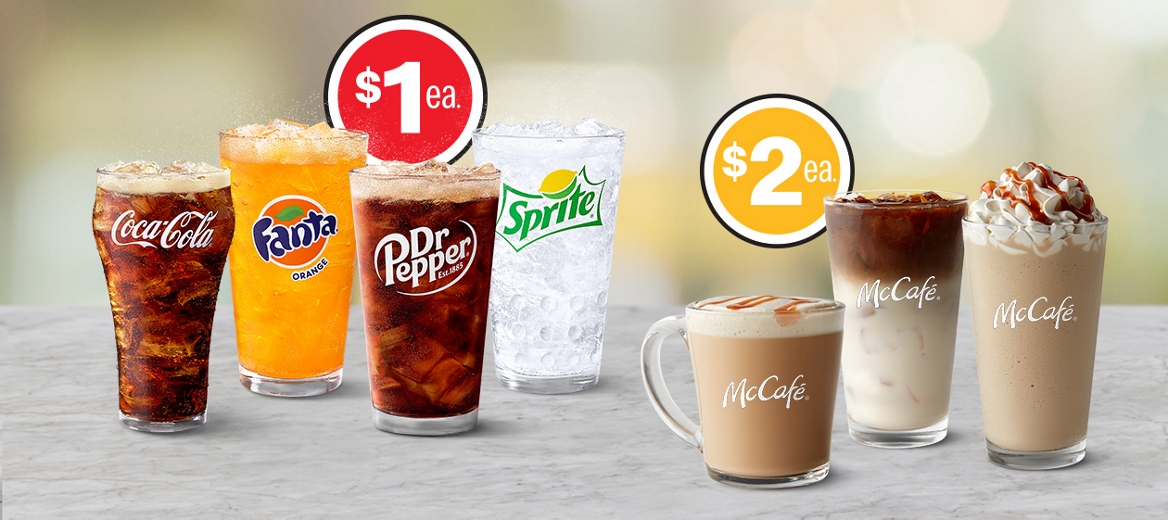 $1 ea.
Coca-Cola
Fanta
ORANGE
Dr
Pepper
Est.1885
Sprite
$2 ea.
McCafé®
McCafé®
McCafé®